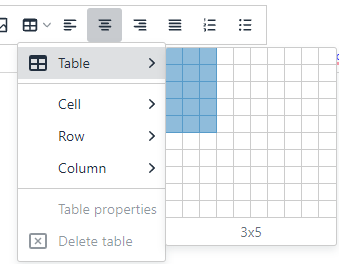 Table
Cell
Row
Column
Table properties
3x5
Delete table